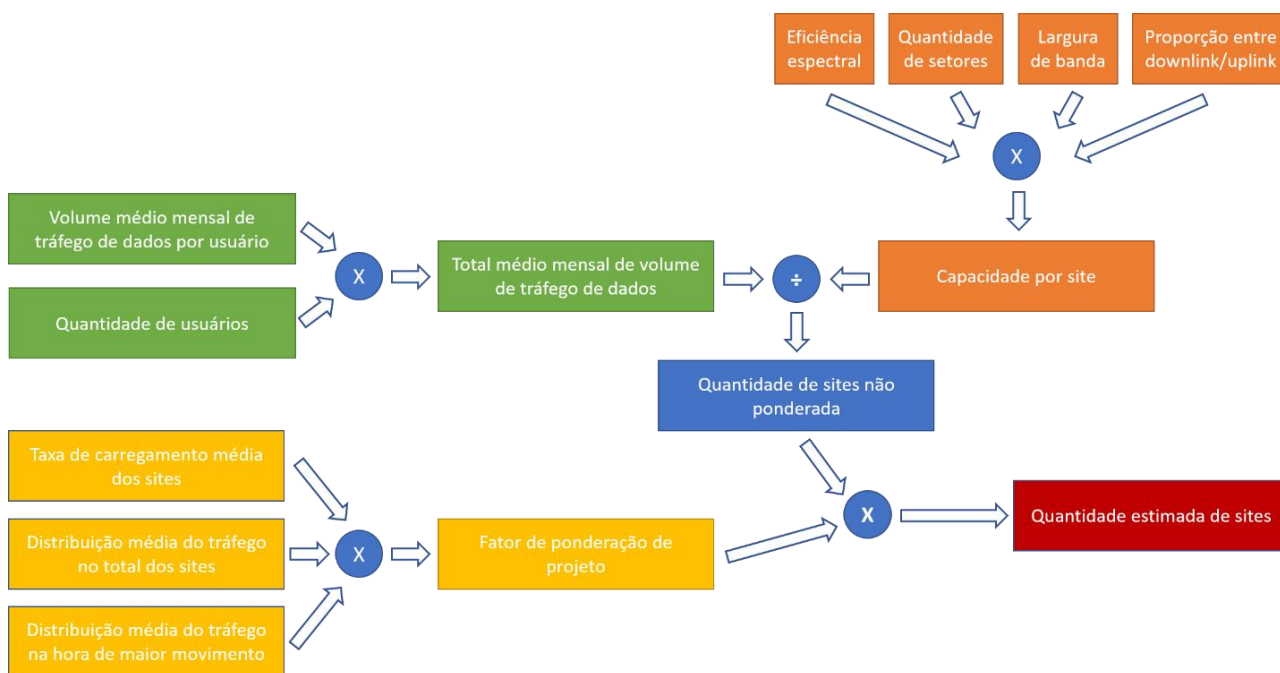 Eficiência
espectral
Quantidade
de setores
Largura
de banda
Proporção entre
downlink/uplink
X
Volume médio mensal de
tráfego de dados por usuário
Quantidade de usuários
X
Total médio mensal de volume
de tráfego de dados
÷
Capacidade por site
Quantidade de sites não
ponderada
Taxa de carregamento média
dos sites
Distribuição média do tráfego
no total dos sites
Distribuição média do tráfego
na hora de maior movimento
X
Fator de ponderação de
projeto
X
Quantidade estimada de sites